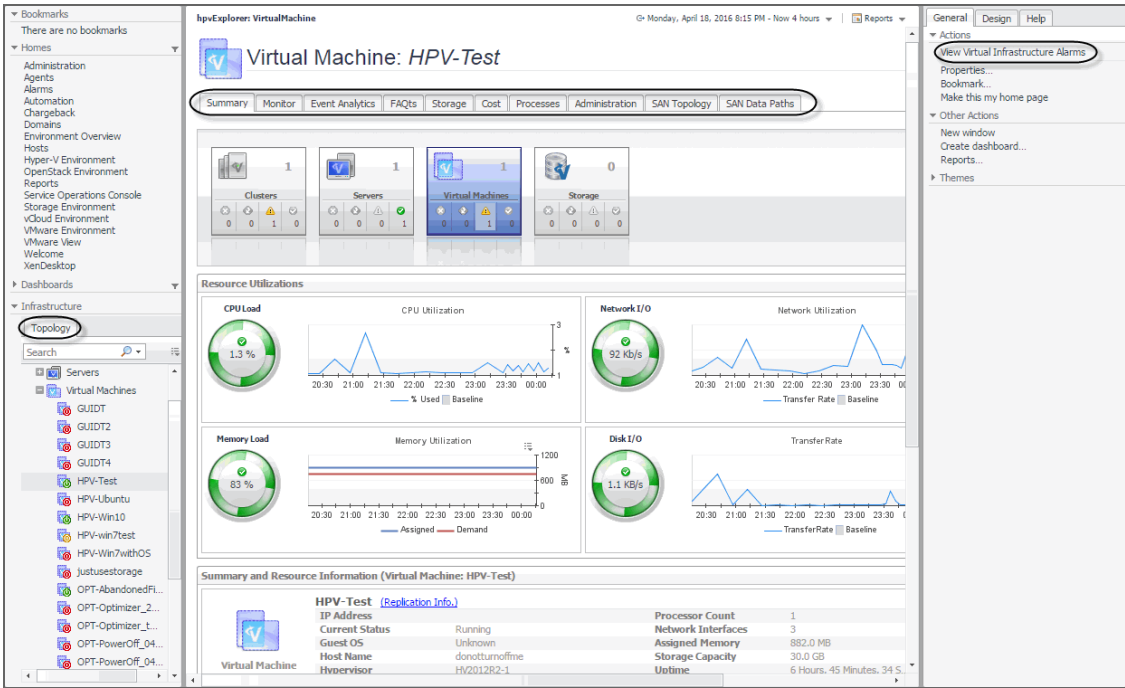 Bookmarks
There are no bookmarks
Homes
Administration
Agents
Alarms
Automation
Chargeback
Domains
Environment Overview
Hosts
Hyper-V Environment
OpenStack Environment
Reports
Service Operations Console
Storage Environment
vCloud Environment
VMware Environment
VMware View
Welcome
XenDesktop
Dashboards
Infrastructure
Topology
Search
Servers
Virtual Machines
GUIDT
GUIDT2
GUIDT3
GUIDT4
HPV-Test
HPV-Ubuntu
HPV-Win10
HPV-win7test
HPV-Win7withOS
justusestorage
OPT-AbandonedFi...
OPT-Optimizer_2...
OPT-Optimizer_t...
OPT-PowerOff_04...
OPT-PowerOff_04...
hpvExplorer: VirtualMachine
Monday, April 18, 2016 8:15 PM - Now 4 hours
Reports
Virtual Machine: HPV-Test
Summary Monitor Event Analytics FAQts Storage Cost Processes Administration SAN Topology SAN Data Paths
1 1 1 0
Clusters Servers Virtual Machines Storage
0 0 1 0 0 0 0 1 0 0 1 0 0 0 0 0
Resource Utilizations
CPU Load
1.3 %
CPU Utilization
3
%
1
20:30 21:00 21:30 22:00 22:30 23:00 23:30 00:00
% Used Baseline
Network I/O
92 Kb/s
Network Utilization
20:30 21:00 21:30 22:00 22:30 23:00 23:30 00
Transfer Rate Baseline
Memory Load
83 %
Memory Utilization
1200
600
0
MB
20:30 21:00 21:30 22:00 22:30 23:00 23:30 00:00
Assigned Demand
Disk I/O
1.1 KB/s
Transfer Rate
20:30 21:00 21:30 22:00 22:30 23:00 23:30
TransferRate Baseline
Summary and Resource Information (Virtual Machine: HPV-Test)
Virtual Machine
HPV-Test (Replication Info.)
IP Address
Processor Count 1
Current Status Running
Network Interfaces 3
Guest OS Unknown
Assigned Memory 882.0 MB
Host Name donotturnoffme
Storage Capacity 30.0 GB
Hypervisor HV2012R2-1
Uptime 6 Hours, 45 Minutes, 34 S
General Design Help
Actions
View Virtual Infrastructure Alarms
Properties...
Bookmark...
Make this my home page
Other Actions
New window
Create dashboard...
Reports...
Themes